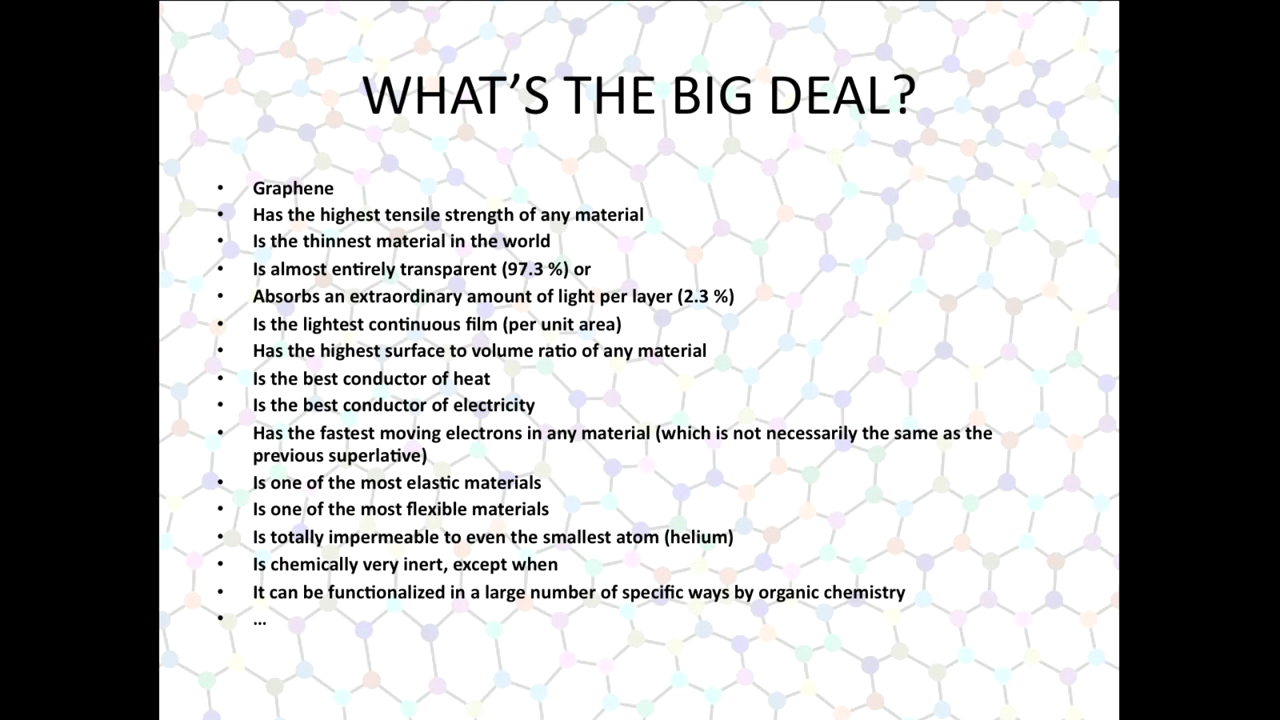 WHAT’S THE BIG DEAL?
• Graphene
• Has the highest tensile strength of any material
• Is the thinnest material in the world
• Is almost entirely transparent (97.3 %) or
• Absorbs an extraordinary amount of light per layer (2.3 %)
• Is the lightest continuous film (per unit area)
• Has the highest surface to volume ratio of any material
• Is the best conductor of heat
• Is the best conductor of electricity
• Has the fastest moving electrons in any material (which is not necessarily the same as the
previous superlative)
• Is one of the most elastic materials
• Is one of the most flexible materials
• Is totally impermeable to even the smallest atom (helium)
• Is chemically very inert, except when
• It can be functionalized in a large number of specific ways by organic chemistry
• ...